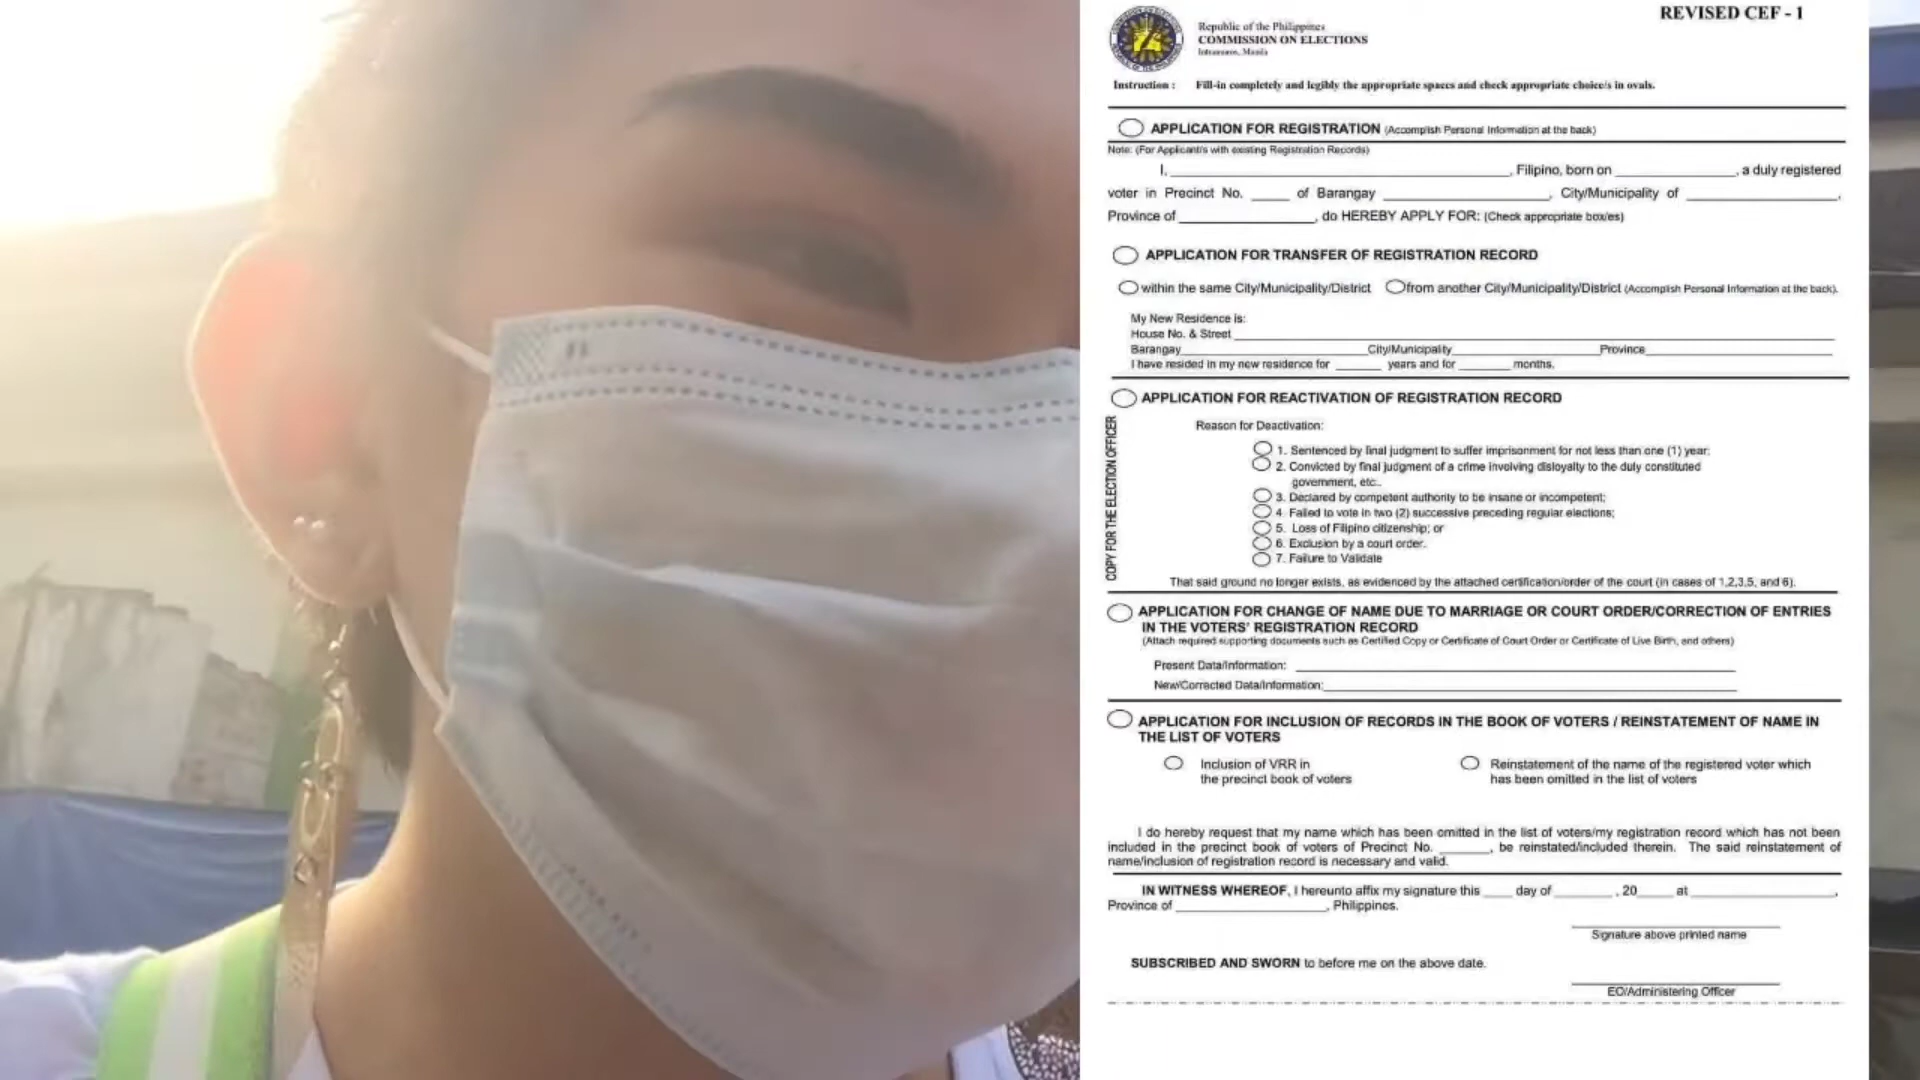 REVISED CEF - 1
Republic of the Philippines
COMMISSION ON ELECTIONS
Intramuros, Manila
Instruction : Fill-in completely and legibly the appropriate spaces and check appropriate choice/s in ovals.
APPLICATION FOR REGISTRATION (Accomplish Personal Information at the back)
Note: (For Applicant/s with existing Registration Records)
I, ____________________, Filipino, born on ____________, a duly registered
voter in Precinct No. _____ of Barangay ________________, City/Municipality of ________________,
Province of ______________, do HEREBY APPLY FOR: (Check appropriate box/es)
APPLICATION FOR TRANSFER OF REGISTRATION RECORD
within the same City/Municipality/District from another City/Municipality/District (Accomplish Personal Information at the back).
My New Residence is:
House No. & Street ____________________
Barangay____________________City/Municipality________________Province____________________
I have resided in my new residence for ______ years and for ______ months.
APPLICATION FOR REACTIVATION OF REGISTRATION RECORD
COPY FOR THE ELECTION OFFICER
Reason for Deactivation:
1. Sentenced by final judgment to suffer imprisonment for not less than one (1) year;
2. Convicted by final judgment of a crime involving disloyalty to the duly constituted
government, etc..
3. Declared by competent authority to be insane or incompetent;
4. Failed to vote in two (2) successive preceding regular elections;
5. Loss of Filipino citizenship; or
6. Exclusion by a court order.
7. Failure to Validate
That said ground no longer exists, as evidenced by the attached certification/order of the court (in cases of 1,2,3,5, and 6).
APPLICATION FOR CHANGE OF NAME DUE TO MARRIAGE OR COURT ORDER/CORRECTION OF ENTRIES
IN THE VOTERS' REGISTRATION RECORD
(Attach required supporting documents such as Certified Copy or Certificate of Court Order or Certificate of Live Birth, and others)
Present Data/Information: ____________________
New/Corrected Data/Information:____________________
APPLICATION FOR INCLUSION OF RECORDS IN THE BOOK OF VOTERS / REINSTATEMENT OF NAME IN
THE LIST OF VOTERS
Inclusion of VRR in Reinstatement of the name of the registered voter which
the precinct book of voters has been omitted in the list of voters
I do hereby request that my name which has been omitted in the list of voters/my registration record which has not been
included in the precinct book of voters of Precinct No. ______, be reinstated/included therein. The said reinstatement of
name/inclusion of registration record is necessary and valid.
IN WITNESS WHEREOF, I hereunto affix my signature this ____ day of _______, 20____ at ________________,
Province of ________________, Philippines.
Signature above printed name
SUBSCRIBED AND SWORN to before me on the above date.
EO/Administering Officer